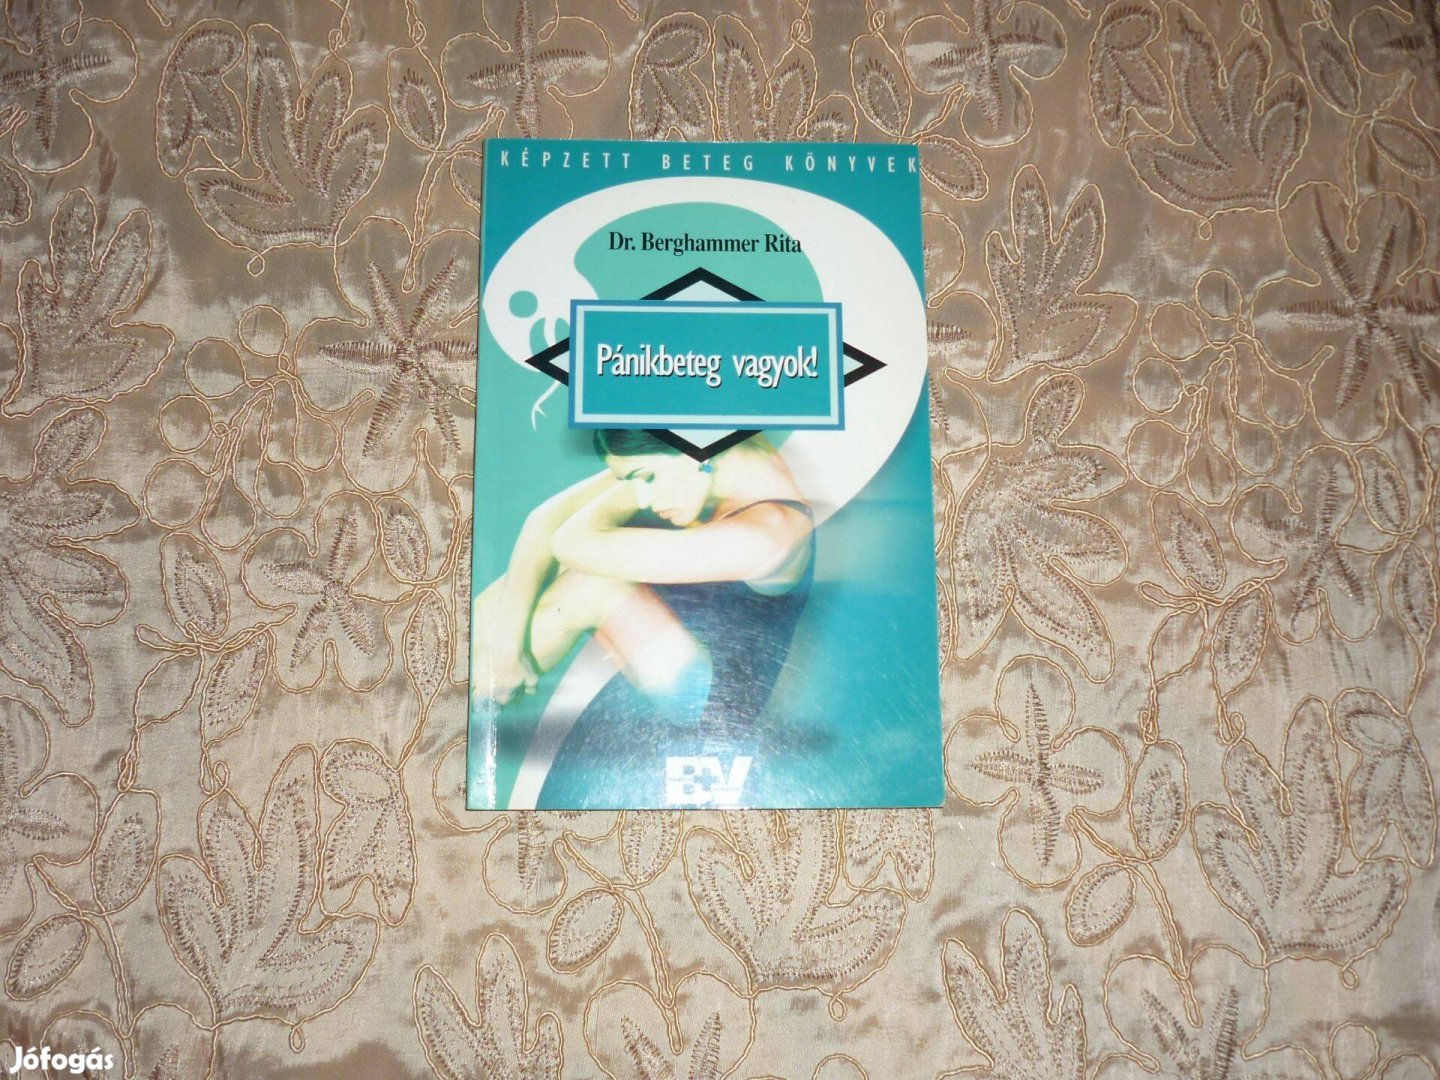 KÉPZETT BETEG KÖNYVEK
Dr. Berghammer Rita
Pánikbeteg vagyok!
Jófogás